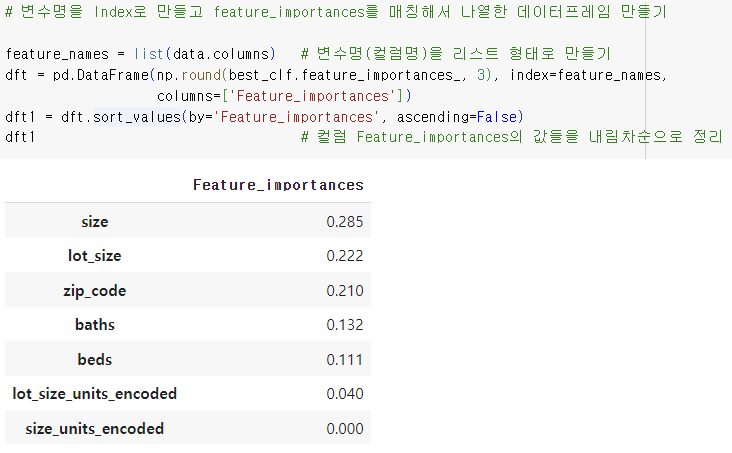 # 변수명을 Index로 만들고 feature_importances를 매칭해서 나열한 데이터프레임 만들기
feature_names = list(data.columns)   # 변수명(컬럼명)을 리스트 형태로 만들기
dft = pd.DataFrame(np.round(best_clf.feature_importances_, 3), index=feature_names,
columns=['Feature_importances'])
dft1 = dft.sort_values(by='Feature_importances', ascending=False)
dft1   # 컬럼 Feature_importances의 값들을 내림차순으로 정리
Feature_importances
size 0.285
lot_size 0.222
zip_code 0.210
baths 0.132
beds 0.111
lot_size_units_encoded 0.040
size_units_encoded 0.000